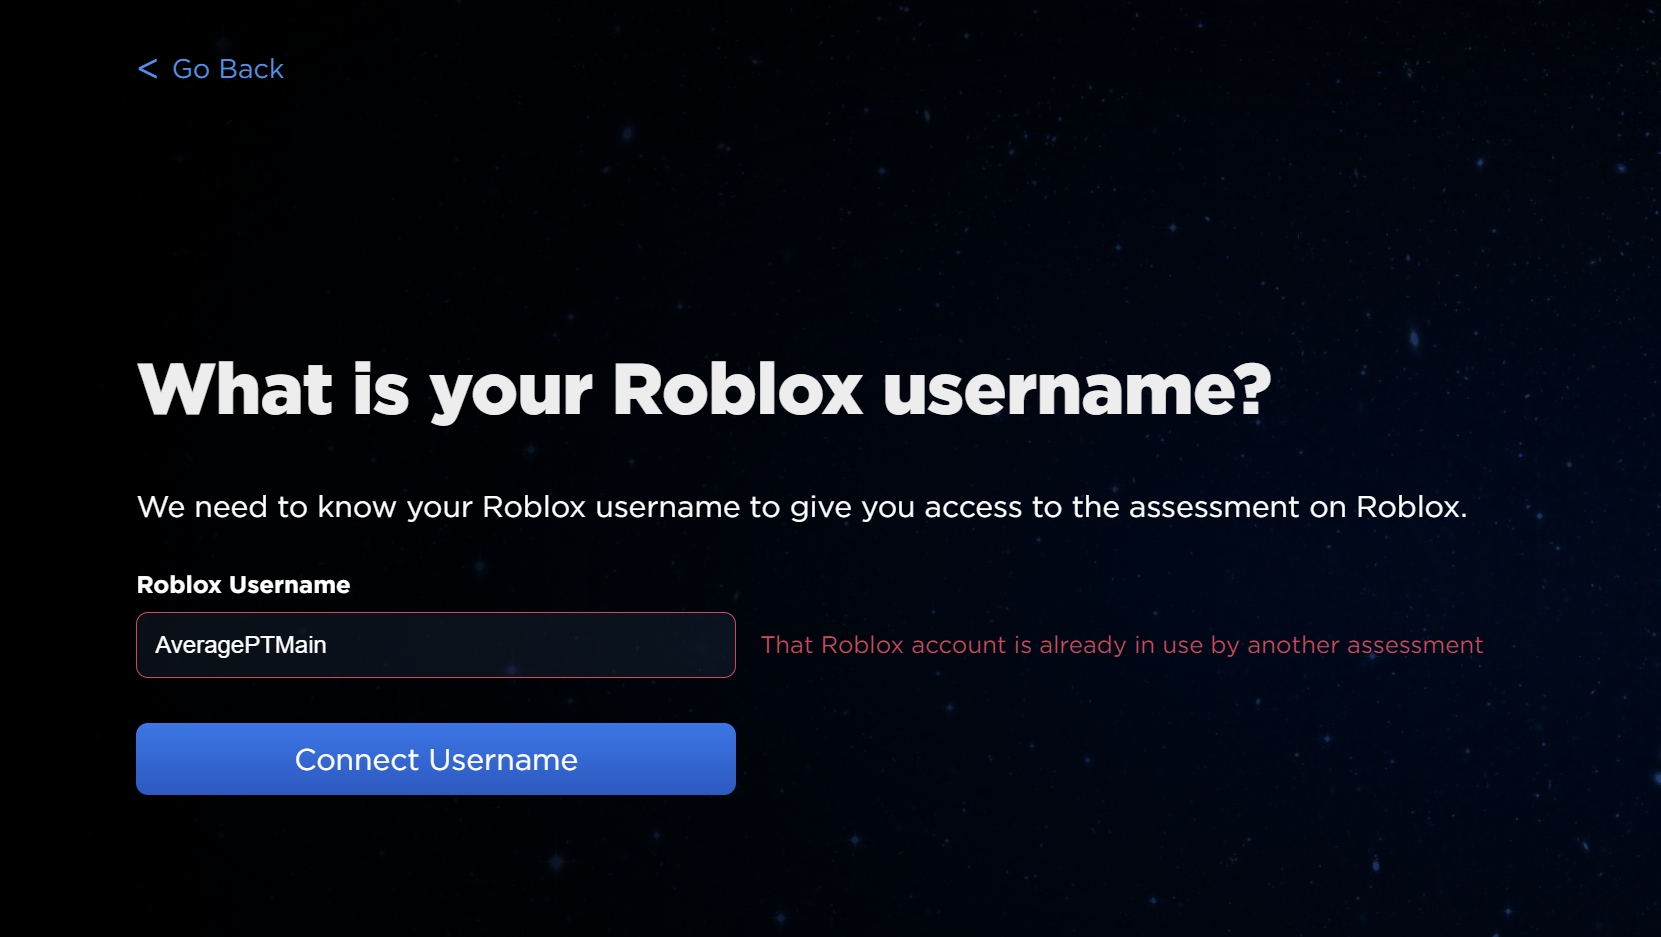 < Go Back
What is your Roblox username?
We need to know your Roblox username to give you access to the assessment on Roblox.
Roblox Username
AveragePTMain
That Roblox account is already in use by another assessment
Connect Username